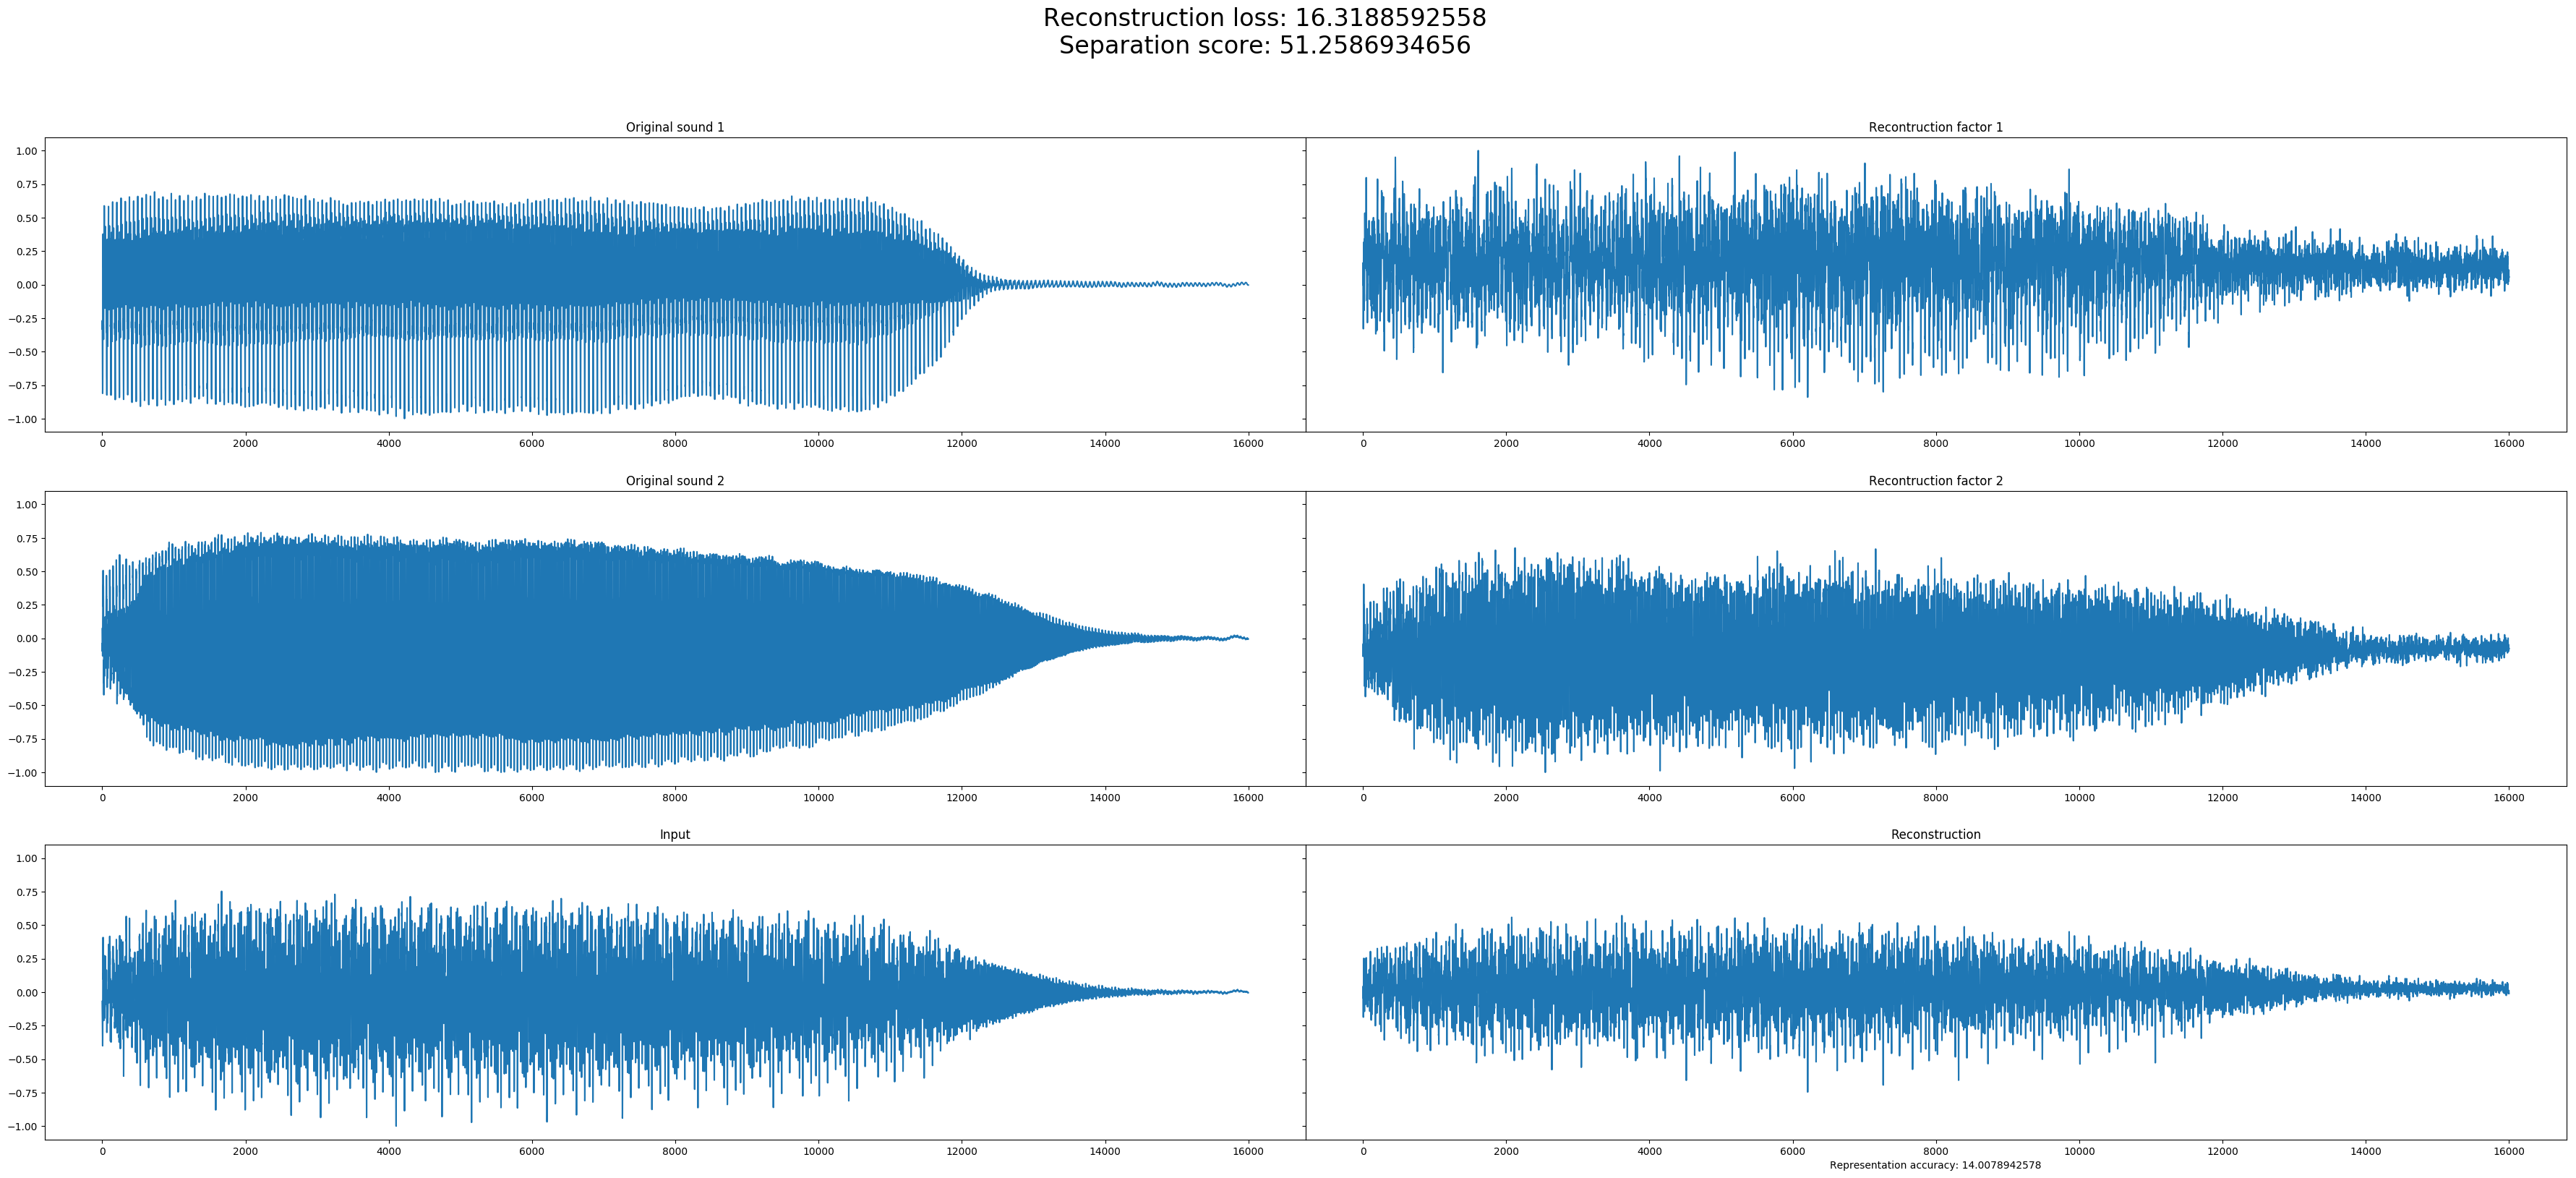 Reconstruction loss: 16.3188592558
Separation score: 51.2586934656
Original sound 1
Recontruction factor 1
1.00
0.75
0.50
0.25
0.00
−0.25
−0.50
−0.75
−1.00
0 2000 4000 6000 8000 10000 12000 14000 16000
0 2000 4000 6000 8000 10000 12000 14000 16000
Original sound 2
Reconstruction factor 2
1.00
0.75
0.50
0.25
0.00
−0.25
−0.50
−0.75
−1.00
0 2000 4000 6000 8000 10000 12000 14000 16000
0 2000 4000 6000 8000 10000 12000 14000 16000
Input
Reconstruction
1.00
0.75
0.50
0.25
0.00
−0.25
−0.50
−0.75
−1.00
0 2000 4000 6000 8000 10000 12000 14000 16000
0 2000 4000 6000 8000 10000 12000 14000 16000
Representation accuracy: 14.0078942578